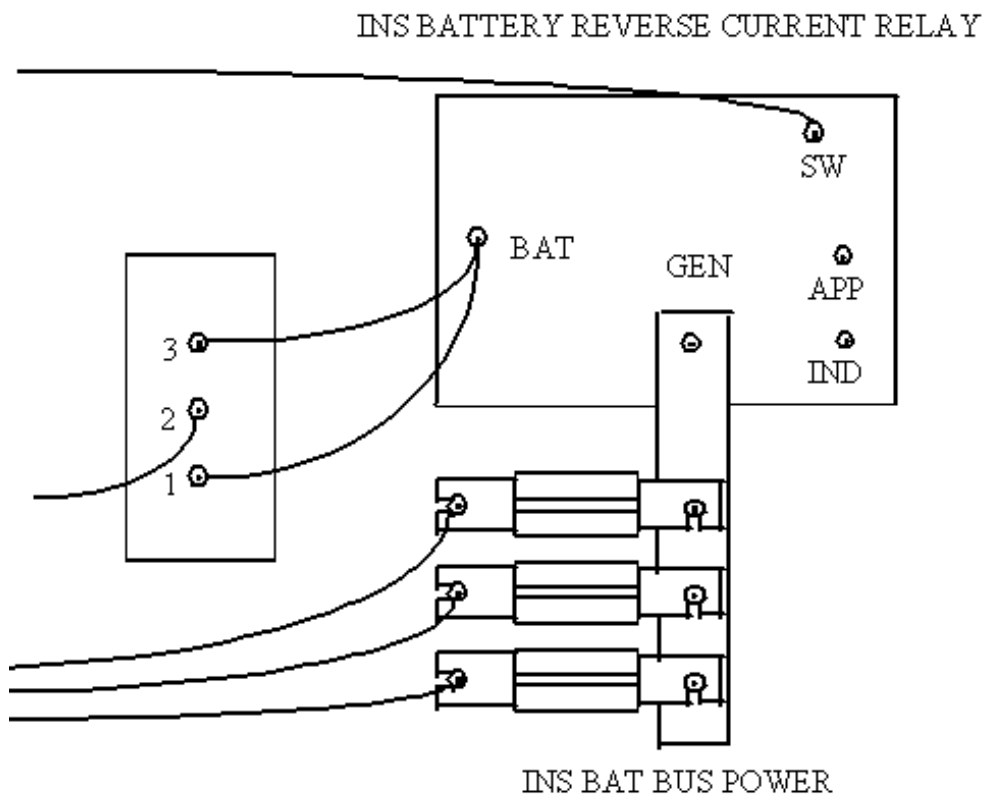 INS BATTERY REVERSE CURRENT RELAY
SW
BAT
GEN
APP
3
IND
2
1
INS BAT BUS POWER